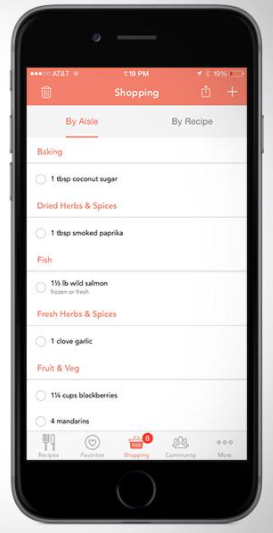 AT&T 1:19 PM 19%
Shopping
By Aisle By Recipe
Baking
1 tbsp coconut sugar
Dried Herbs & Spices
1 tbsp smoked paprika
Fish
1½ lb wild salmon
frozen or fresh
Fresh Herbs & Spices
1 clove garlic
Fruit & Veg
1¼ cups blackberries
4 mandarins
8
Recipes Favorites Shopping Community More